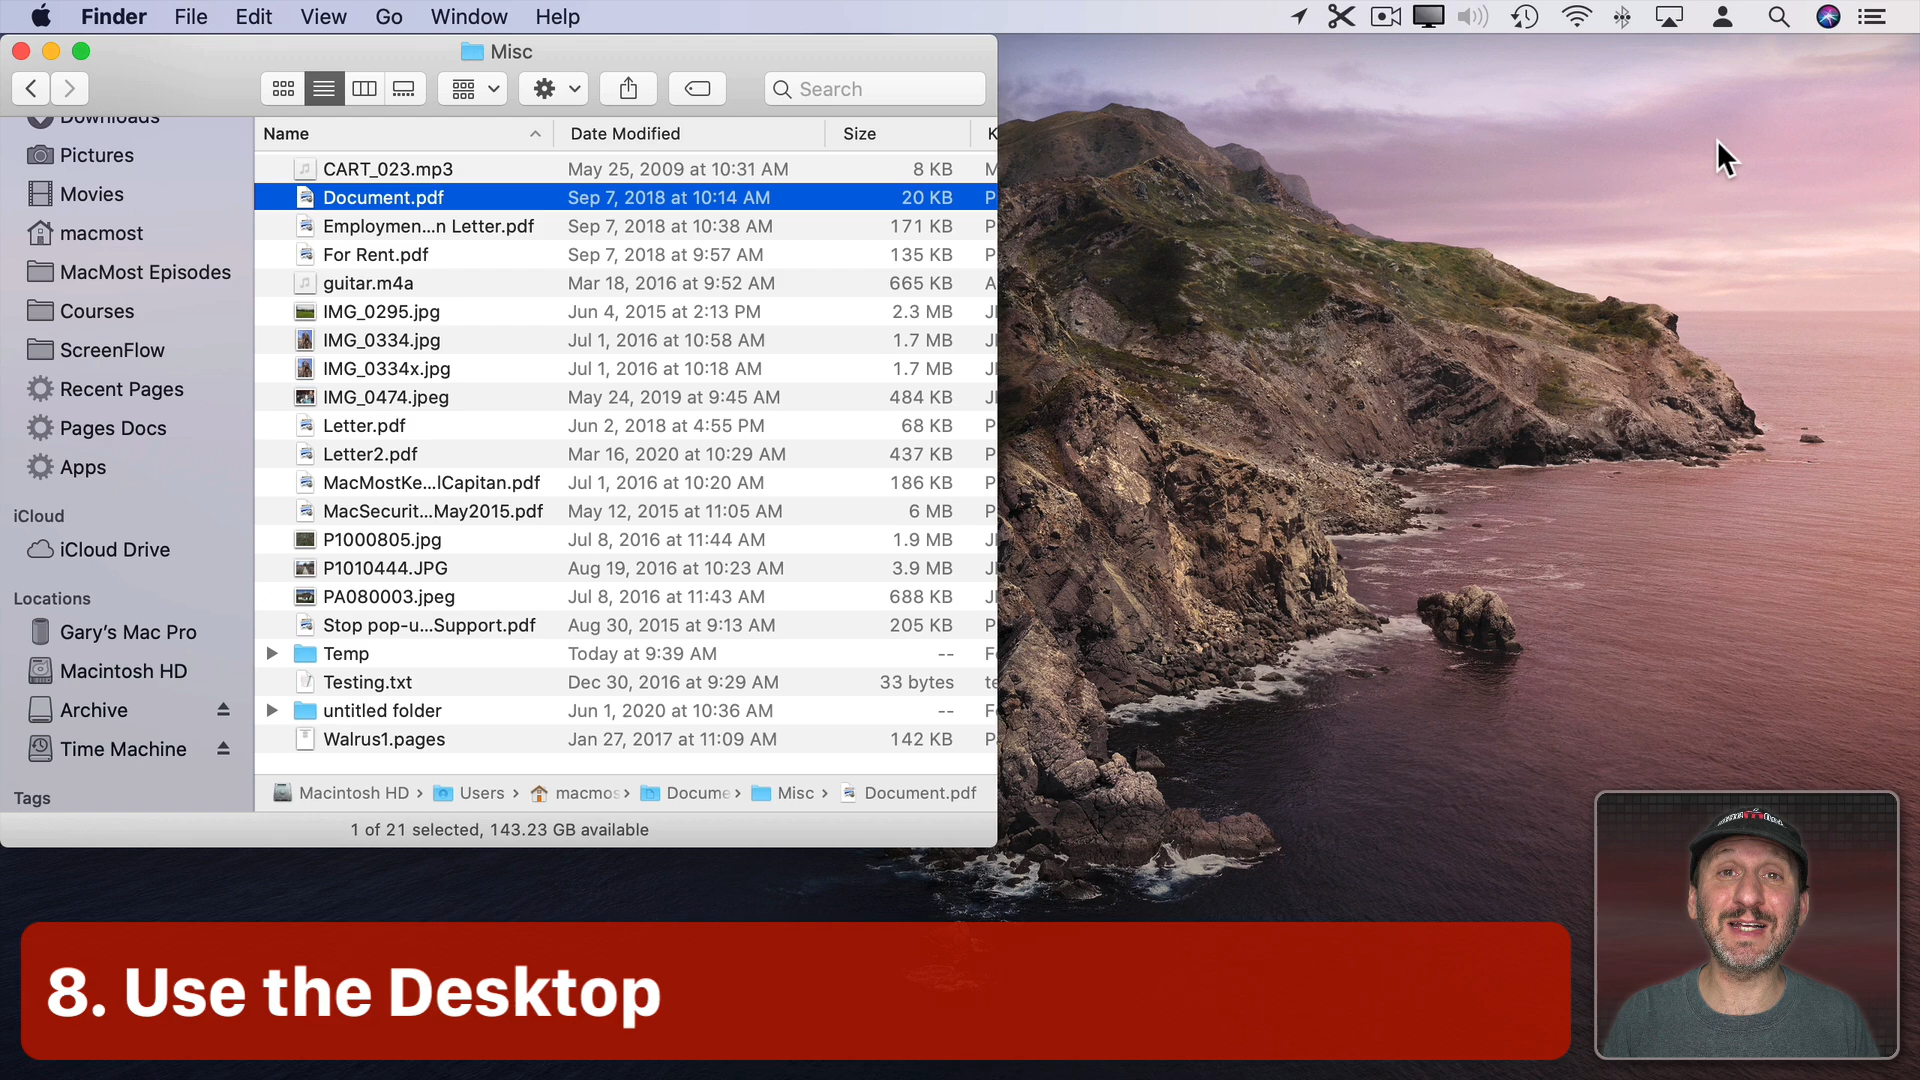 Finder File Edit View Go Window Help
Misc
Search
Downloads
Pictures
Movies
macmost
MacMost Episodes
Courses
ScreenFlow
Recent Pages
Pages Docs
Apps
iCloud
iCloud Drive
Locations
Gary's Mac Pro
Macintosh HD
Archive
Time Machine
Tags
Name Date Modified Size K
CART_023.mp3 May 25, 2009 at 10:31 AM 8 KB M
Document.pdf Sep 7, 2018 at 10:14 AM 20 KB P
Employmen...n Letter.pdf Sep 7, 2018 at 10:38 AM 171 KB P
For Rent.pdf Sep 7, 2018 at 9:57 AM 135 KB P
guitar.m4a Mar 18, 2016 at 9:52 AM 665 KB A
IMG_0295.jpg Jun 4, 2015 at 2:13 PM 2.3 MB
IMG_0334.jpg Jul 1, 2016 at 10:58 AM 1.7 MB
IMG_0334x.jpg Jul 1, 2016 at 10:18 AM 1.7 MB
IMG_0474.jpeg May 24, 2019 at 9:45 AM 484 KB
Letter.pdf Jun 2, 2018 at 4:55 PM 68 KB P
Letter2.pdf Mar 16, 2020 at 10:29 AM 437 KB P
MacMostKe...lCapitan.pdf Jul 1, 2016 at 10:20 AM 186 KB P
MacSecurit...May2015.pdf May 12, 2015 at 11:05 AM 6 MB P
P1000805.jpg Jul 8, 2016 at 11:44 AM 1.9 MB
P1010444.JPG Aug 19, 2016 at 10:23 AM 3.9 MB
PA080003.jpeg Jul 8, 2016 at 11:43 AM 688 KB
Stop pop-u...Support.pdf Aug 30, 2015 at 9:13 AM 205 KB P
Temp Today at 9:39 AM -- Fo
Testing.txt Dec 30, 2016 at 9:29 AM 33 bytes te
untitled folder Jun 1, 2020 at 10:36 AM -- Fo
Walrus1.pages Jan 27, 2017 at 11:09 AM 142 KB P
Macintosh HD › Users › macmos › Docume › Misc › Document.pdf
1 of 21 selected, 143.23 GB available
8. Use the Desktop